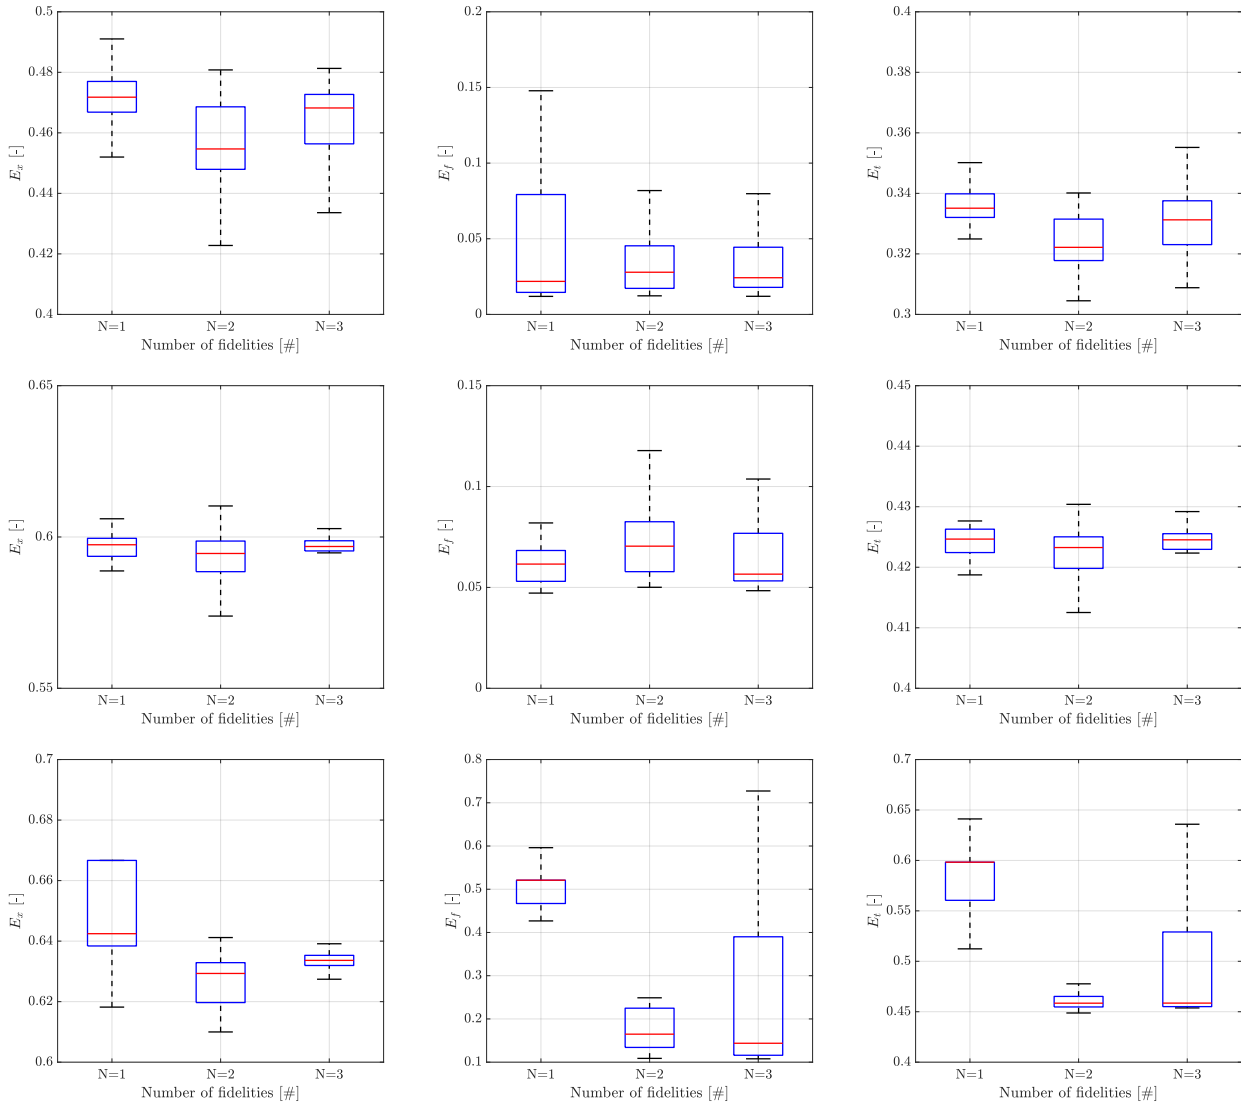 0.5
0.48
0.46
0.44
0.42
0.4
E_x [-]
N=1 N=2 N=3
Number of fidelities [#]
0.2
0.15
0.1
0.05
0
E_f [-]
N=1 N=2 N=3
Number of fidelities [#]
0.4
0.38
0.36
0.34
0.32
0.3
E_t [-]
N=1 N=2 N=3
Number of fidelities [#]
0.65
0.6
0.55
E_x [-]
N=1 N=2 N=3
Number of fidelities [#]
0.15
0.1
0.05
0
E_f [-]
N=1 N=2 N=3
Number of fidelities [#]
0.45
0.44
0.43
0.42
0.41
0.4
E_t [-]
N=1 N=2 N=3
Number of fidelities [#]
0.7
0.68
0.66
0.64
0.62
0.6
E_x [-]
N=1 N=2 N=3
Number of fidelities [#]
0.8
0.7
0.6
0.5
0.4
0.3
0.2
0.1
E_f [-]
N=1 N=2 N=3
Number of fidelities [#]
0.7
0.65
0.6
0.55
0.5
0.45
0.4
E_t [-]
N=1 N=2 N=3
Number of fidelities [#]